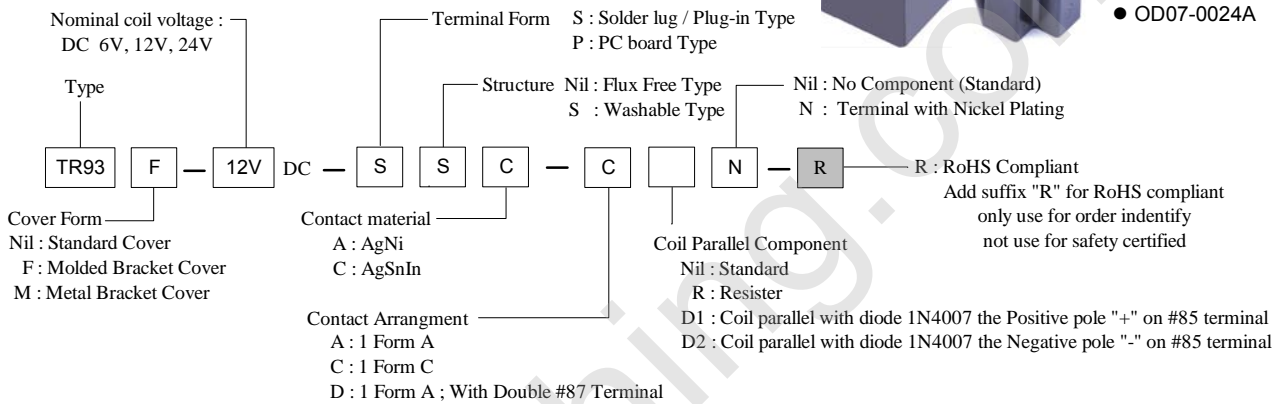 Nominal coil voltage :
DC 6V, 12V, 24V
Terminal Form S : Solder lug / Plug-in Type
P : PC board Type
● OD07-0024A
Type
Structure Nil : Flux Free Type
S : Washable Type
Nil : No Component (Standard)
N : Terminal with Nickel Plating
TR93 F — 12V DC — S S C — C N — R
R : RoHS Compliant
Add suffix "R" for RoHS compliant
only use for order indentify
not use for safety certified
Cover Form
Nil : Standard Cover
F : Molded Bracket Cover
M : Metal Bracket Cover
Contact material
A : AgNi
C : AgSnIn
Coil Parallel Component
Nil : Standard
R : Resister
D1 : Coil parallel with diode 1N4007 the Positive pole "+" on #85 terminal
D2 : Coil parallel with diode 1N4007 the Negative pole "-" on #85 terminal
Contact Arrangment
A : 1 Form A
C : 1 Form C
D : 1 Form A ; With Double #87 Terminal